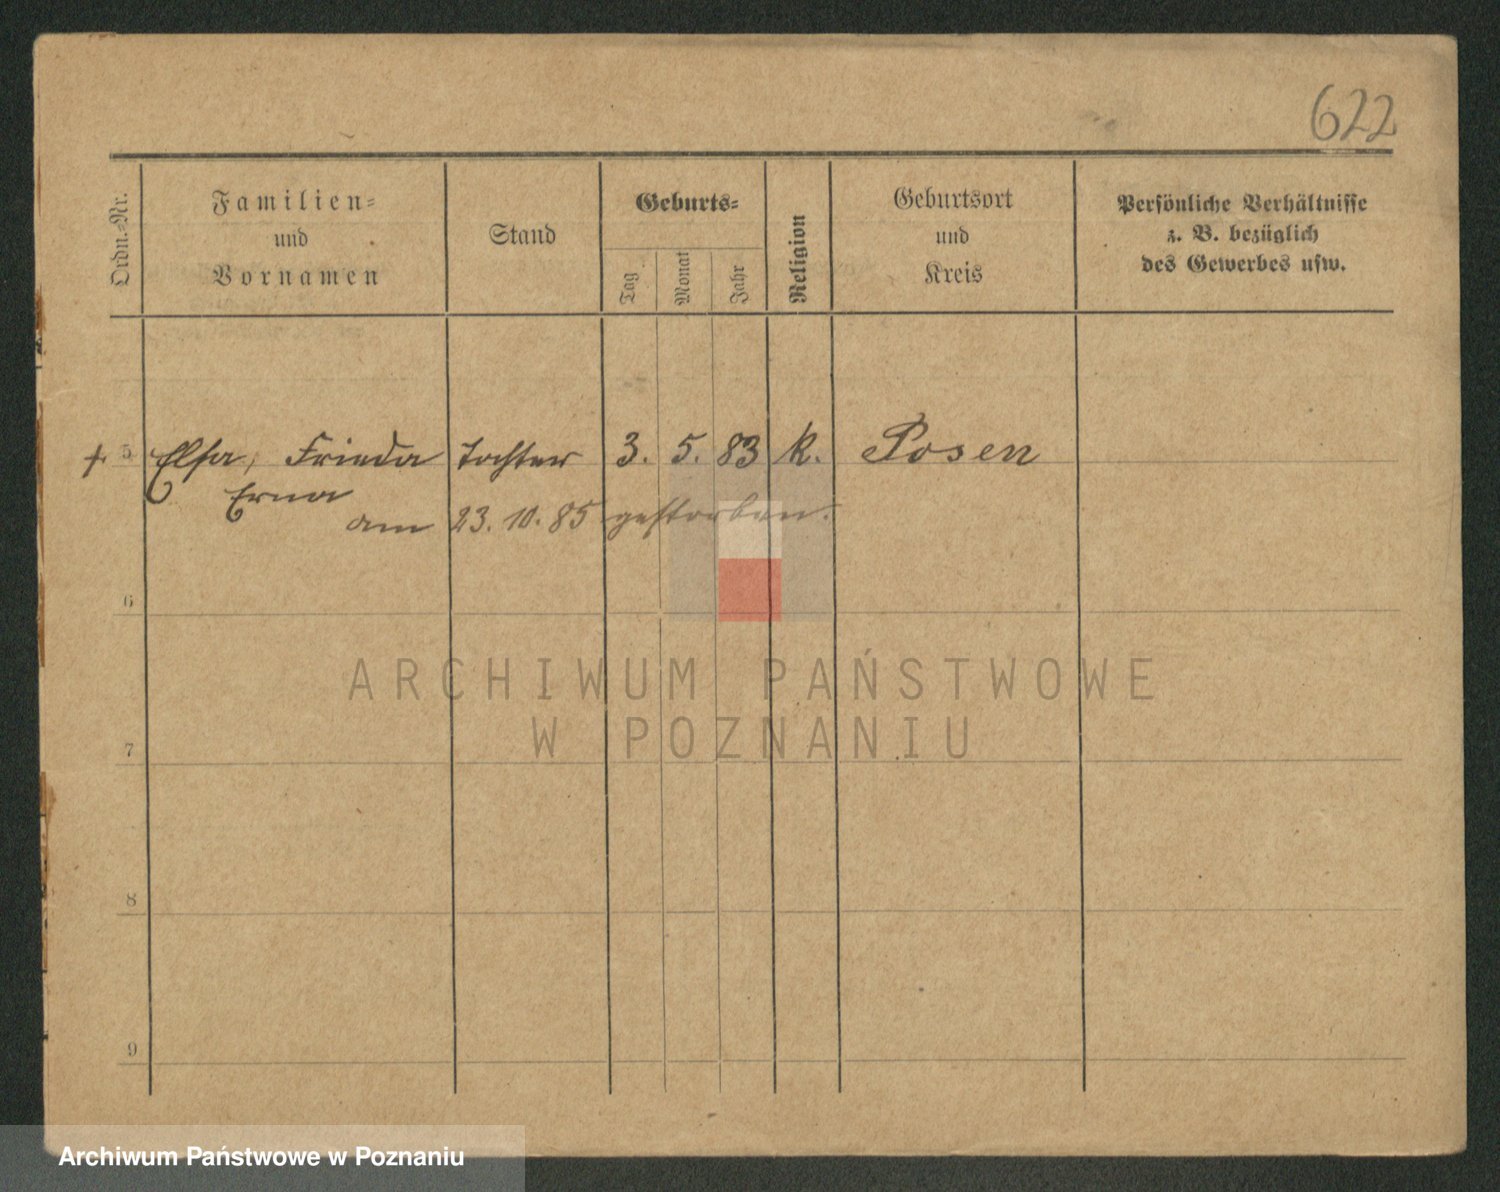 622
Ordn.-Nr.
Familien-
und
Vornamen
Stand
Geburts-
Tag
Monat
Jahr
Religion
Geburtsort
und
Kreis
Persönliche Verhältnisse
z. B. bezüglich
des Gewerbes usw.
+ 5 Elsa, Frieda Tochter 3. 5. 83 k. Posen
Erna
am 23. 10. 85 gestorben.
6
ARCHIWUM PAŃSTWOWE
W POZNANIU
7
8
9
Archiwum Państwowe w Poznaniu